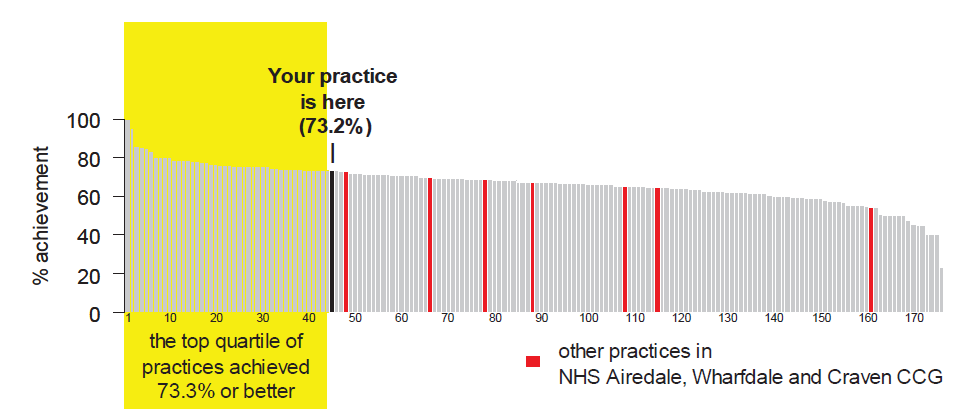 Your practice
is here
(73.2%)
100
80
60
40
20
0
% achievement
1 10 20 30 40 50 60 70 80 90 100 110 120 130 140 150 160 170
the top quartile of
practices achieved
73.3% or better
other practices in
NHS Airedale, Wharfdale and Craven CCG